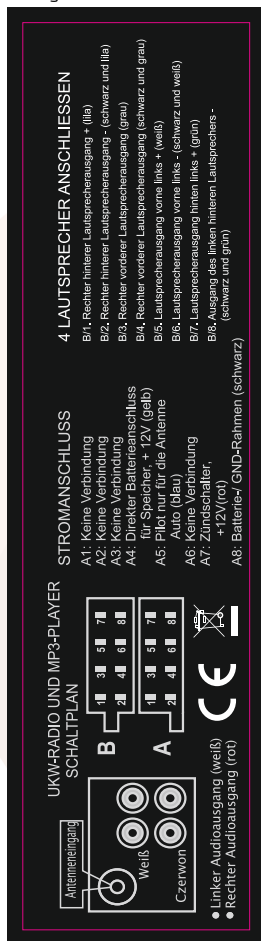 UKW-RADIO UND MP3-PLAYER
SCHALTPLAN
Antenneneingang
Weiß
Czerwon
B
1 3 5 7
2 4 6 8
A
1 3 5 7
2 4 6 8
CE
● Linker Audioausgang (weiß)
● Rechter Audioausgang (rot)
STROMANSCHLUSS
A1: Keine Verbindung
A2: Keine Verbindung
A3: Keine Verbindung
A4: Direkter Batterieanschluss
für Speicher, + 12V (gelb)
A5: Pilot nur für die Antenne
Auto (blau)
A6: Keine Verbindung
A7: Zündschalter,
+12V(rot)
A8: Batterie-/ GND-Rahmen (schwarz)
4 LAUTSPRECHER ANSCHLIESSEN
B/1. Rechter hinterer Lautsprecherausgang + (lila)
B/2. Rechter hinterer Lautsprecherausgang - (schwarz und lila)
B/3. Rechter vorderer Lautsprecherausgang (grau)
B/4. Rechter vorderer Lautsprecherausgang (schwarz und grau)
B/5. Lautsprecherausgang vorne links + (weiß)
B/6. Lautsprecherausgang vorne links - (schwarz und weiß)
B/7. Lautsprecherausgang hinten links + (grün)
B/8. Ausgang des linken hinteren Lautsprechers -
(schwarz und grün)